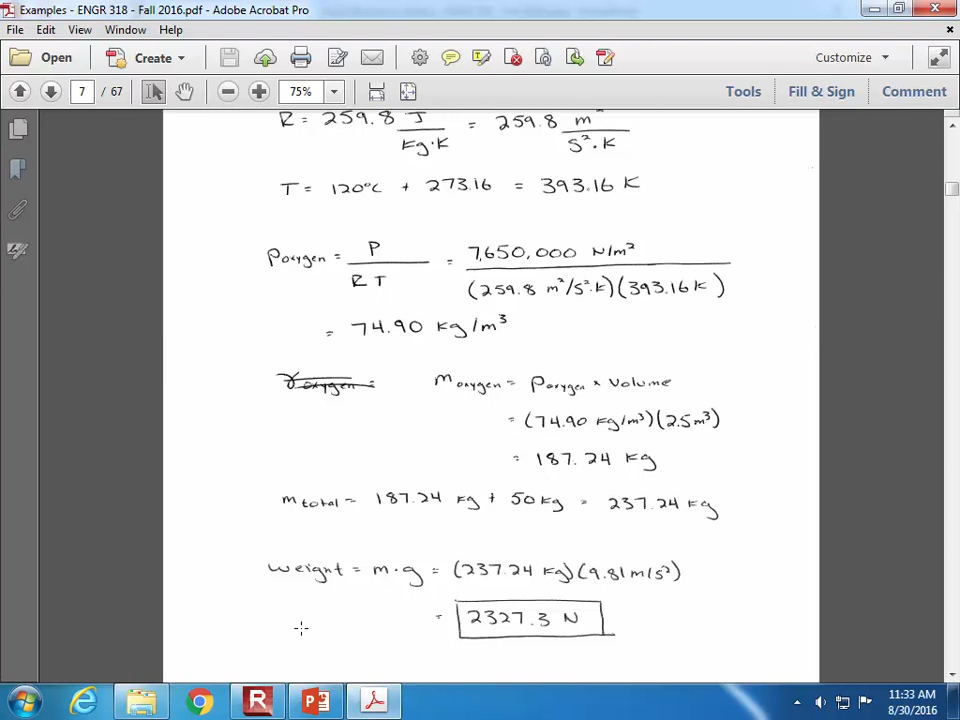 Examples - ENGR 318 - Fall 2016.pdf - Adobe Acrobat Pro
File Edit View Window Help
Open Create Customize
7 / 67 75% Tools Fill & Sign Comment
R = 259.8 J/kg·K = 259.8 m²/s²·K
T = 120°C + 273.16 = 393.16 K
ρoxygen = P/RT = 7,650,000 N/m² / (259.8 m²/s²·K)(393.16 K)
= 74.90 kg/m³
γoxygen = moxygen = ρoxygen × volume
= (74.90 kg/m³)(2.5m³)
= 187.24 kg
mtotal = 187.24 kg + 50 kg = 237.24 kg
weight = m·g = (237.24 kg)(9.81 m/s²)
= 2327.3 N
11:33 AM
8/30/2016